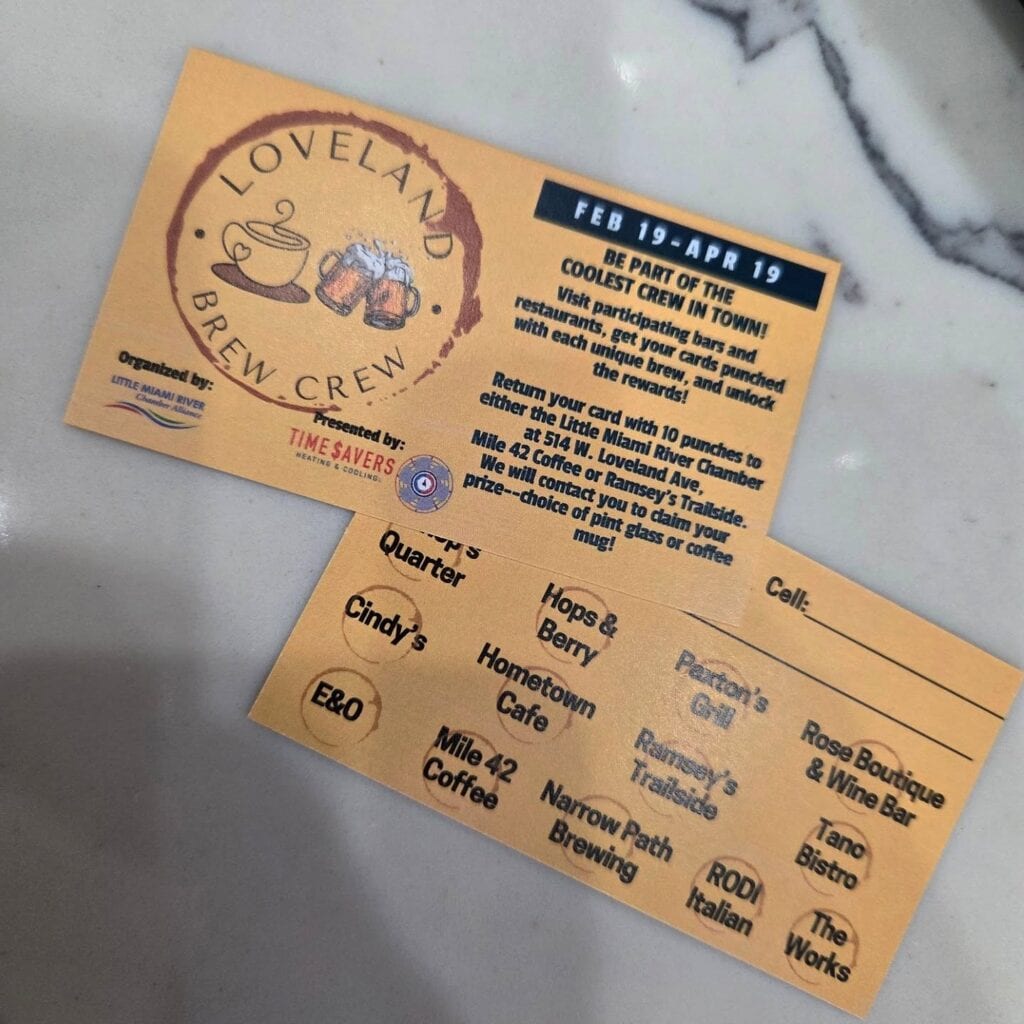 LOVELAND
BREW CREW
Organized by:
LITTLE MIAMI RIVER
Chamber Alliance
Presented by:
TIME $AVERS
HEATING & COOLING
FEB 19-APR 19
BE PART OF THE
COOLEST CREW IN TOWN!
Visit participating bars and
restaurants, get your cards punched
with each unique brew, and unlock
the rewards!
Return your card with 10 punches to
either the Little Miami River Chamber
at 514 W. Loveland Ave,
Mile 42 Coffee or Ramsey's Trailside.
We will contact you to claim your
prize--choice of pint glass or coffee
mug!
Cell:
Quarter
Cindy's
E&O
Hops &
Berry
Hometown
Cafe
Mile 42
Coffee
Paxton's
Grill
Ramsey's
Trailside
Narrow Path
Brewing
Rose Boutique
& Wine Bar
Tano
Bistro
RODI
Italian
The
Works